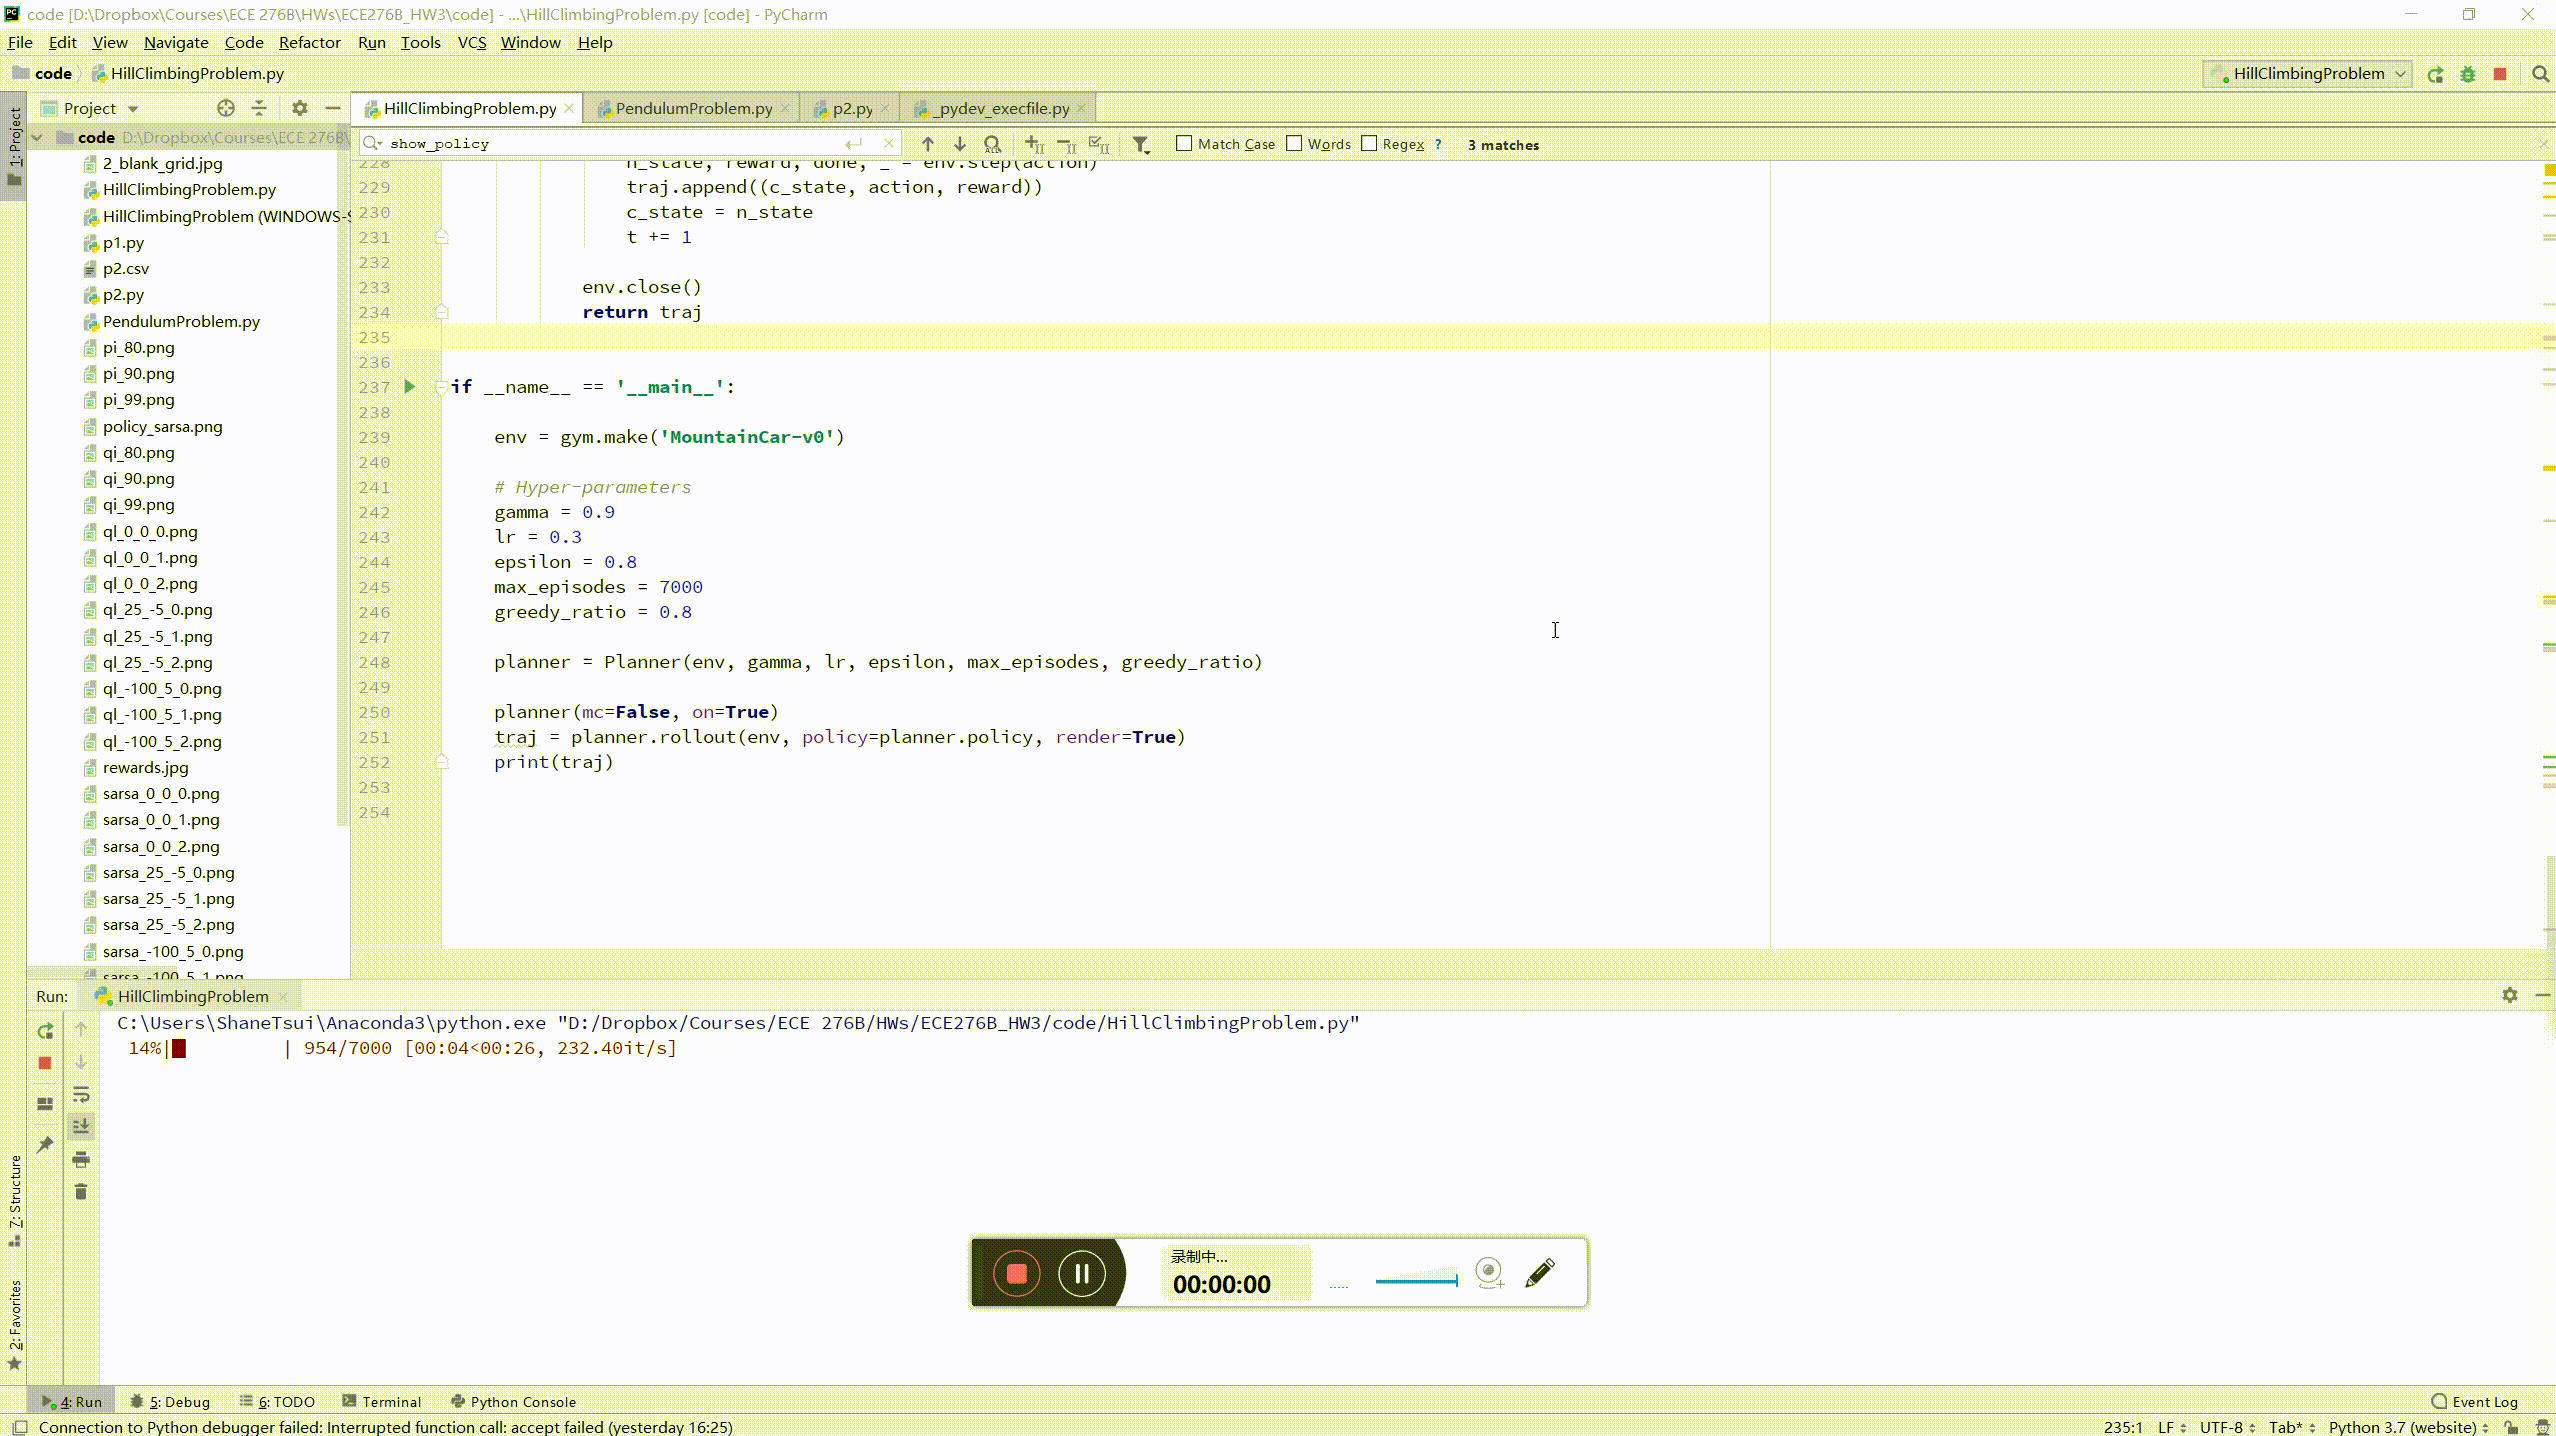 code [D:\Dropbox\Courses\ECE 276B\HWs\ECE276B_HW3\code] - ...\HillClimbingProblem.py [code] - PyCharm
File Edit View Navigate Code Refactor Run Tools VCS Window Help
code HillClimbingProblem.py
HillClimbingProblem
1: Project
Project
HillClimbingProblem.py PendulumProblem.py p2.py _pydev_execfile.py
code D:\Dropbox\Courses\ECE 276B\
show_policy
Match Case Words Regex ? 3 matches
2_blank_grid.jpg
HillClimbingProblem.py
HillClimbingProblem (WINDOWS-S
p1.py
p2.csv
p2.py
PendulumProblem.py
pi_80.png
pi_90.png
pi_99.png
policy_sarsa.png
qi_80.png
qi_90.png
qi_99.png
ql_0_0_0.png
ql_0_0_1.png
ql_0_0_2.png
ql_25_-5_0.png
ql_25_-5_1.png
ql_25_-5_2.png
ql_-100_5_0.png
ql_-100_5_1.png
ql_-100_5_2.png
rewards.jpg
sarsa_0_0_0.png
sarsa_0_0_1.png
sarsa_0_0_2.png
sarsa_25_-5_0.png
sarsa_25_-5_1.png
sarsa_25_-5_2.png
sarsa_-100_5_0.png
sarsa_-100_5_1.png
228 n_state, reward, done, _ = env.step(action)
229 traj.append((c_state, action, reward))
230 c_state = n_state
231 t += 1
232
233 env.close()
234 return traj
235
236
237 if __name__ == '__main__':
238
239 env = gym.make('MountainCar-v0')
240
241 # Hyper-parameters
242 gamma = 0.9
243 lr = 0.3
244 epsilon = 0.8
245 max_episodes = 7000
246 greedy_ratio = 0.8
247
248 planner = Planner(env, gamma, lr, epsilon, max_episodes, greedy_ratio)
249
250 planner(mc=False, on=True)
251 traj = planner.rollout(env, policy=planner.policy, render=True)
252 print(traj)
253
254
Run: HillClimbingProblem
C:\Users\ShaneTsui\Anaconda3\python.exe "D:/Dropbox/Courses/ECE 276B/HWs/ECE276B_HW3/code/HillClimbingProblem.py"
14%|█ | 954/7000 [00:04<00:26, 232.40it/s]
7: Structure
2: Favorites
录制中...
00:00:00
4: Run 5: Debug 6: TODO Terminal Python Console Event Log
Connection to Python debugger failed: Interrupted function call: accept failed (yesterday 16:25) 235:1 LF UTF-8 Tab* Python 3.7 (website)